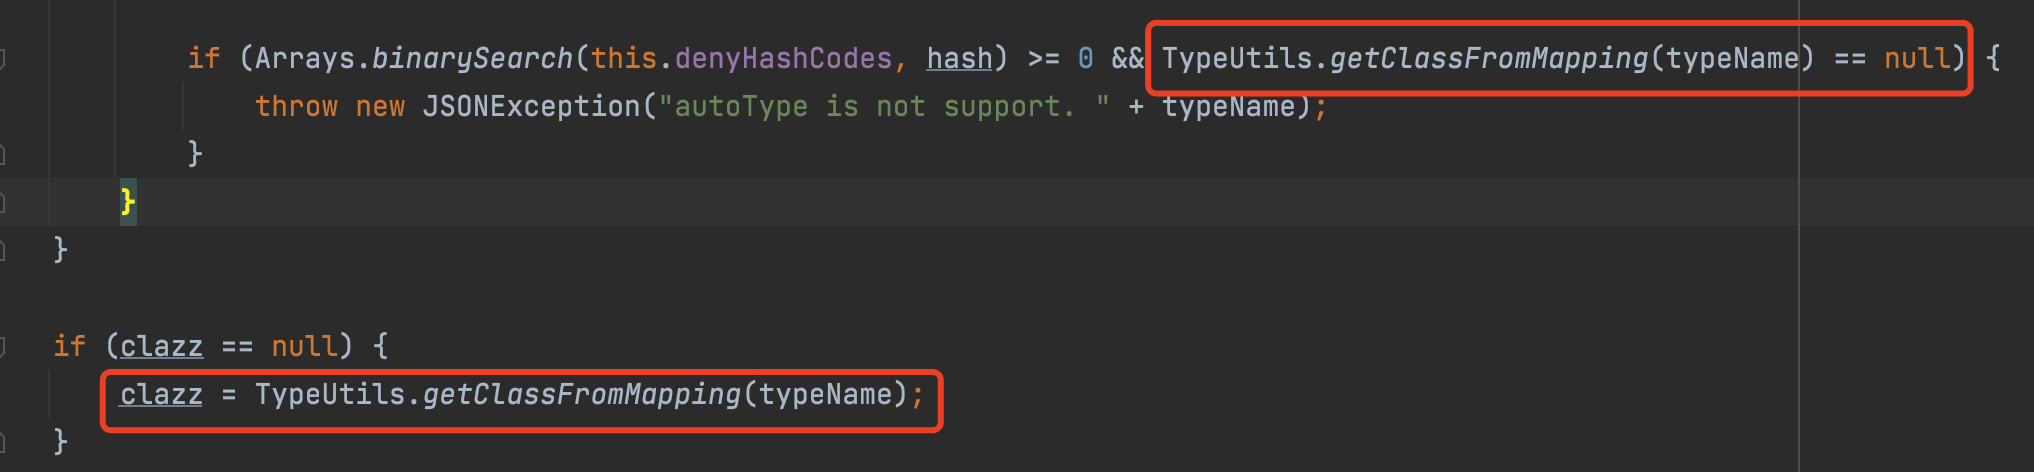 if (Arrays.binarySearch(this.denyHashCodes, hash) >= 0 && TypeUtils.getClassFromMapping(typeName) == null) {
throw new JSONException("autoType is not support. " + typeName);
}
}
}
if (clazz == null) {
clazz = TypeUtils.getClassFromMapping(typeName);
}